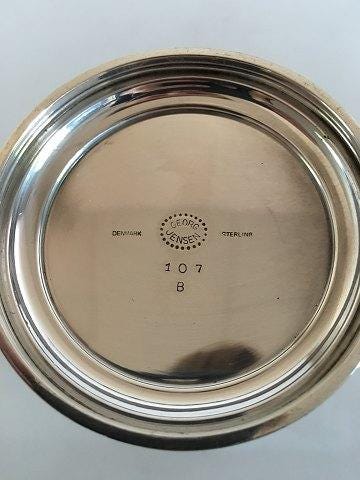 DENMARK GEORG JENSEN STERLING
107
B